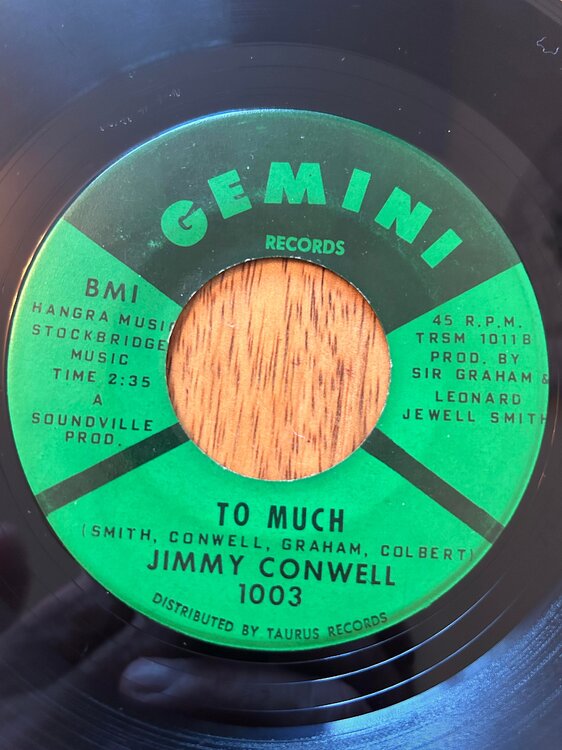 GEMINI
RECORDS
BMI
HANGRA MUSIC
STOCKBRIDGE
MUSIC
TIME 2:35
A
SOUNDVILLE
PROD.
45 R.P.M.
TRSM 1011B
PROD. BY
SIR GRAHAM &
LEONARD
JEWELL SMITH
TO MUCH
(SMITH, CONWELL, GRAHAM, COLBERT)
JIMMY CONWELL
1003
DISTRIBUTED BY TAURUS RECORDS